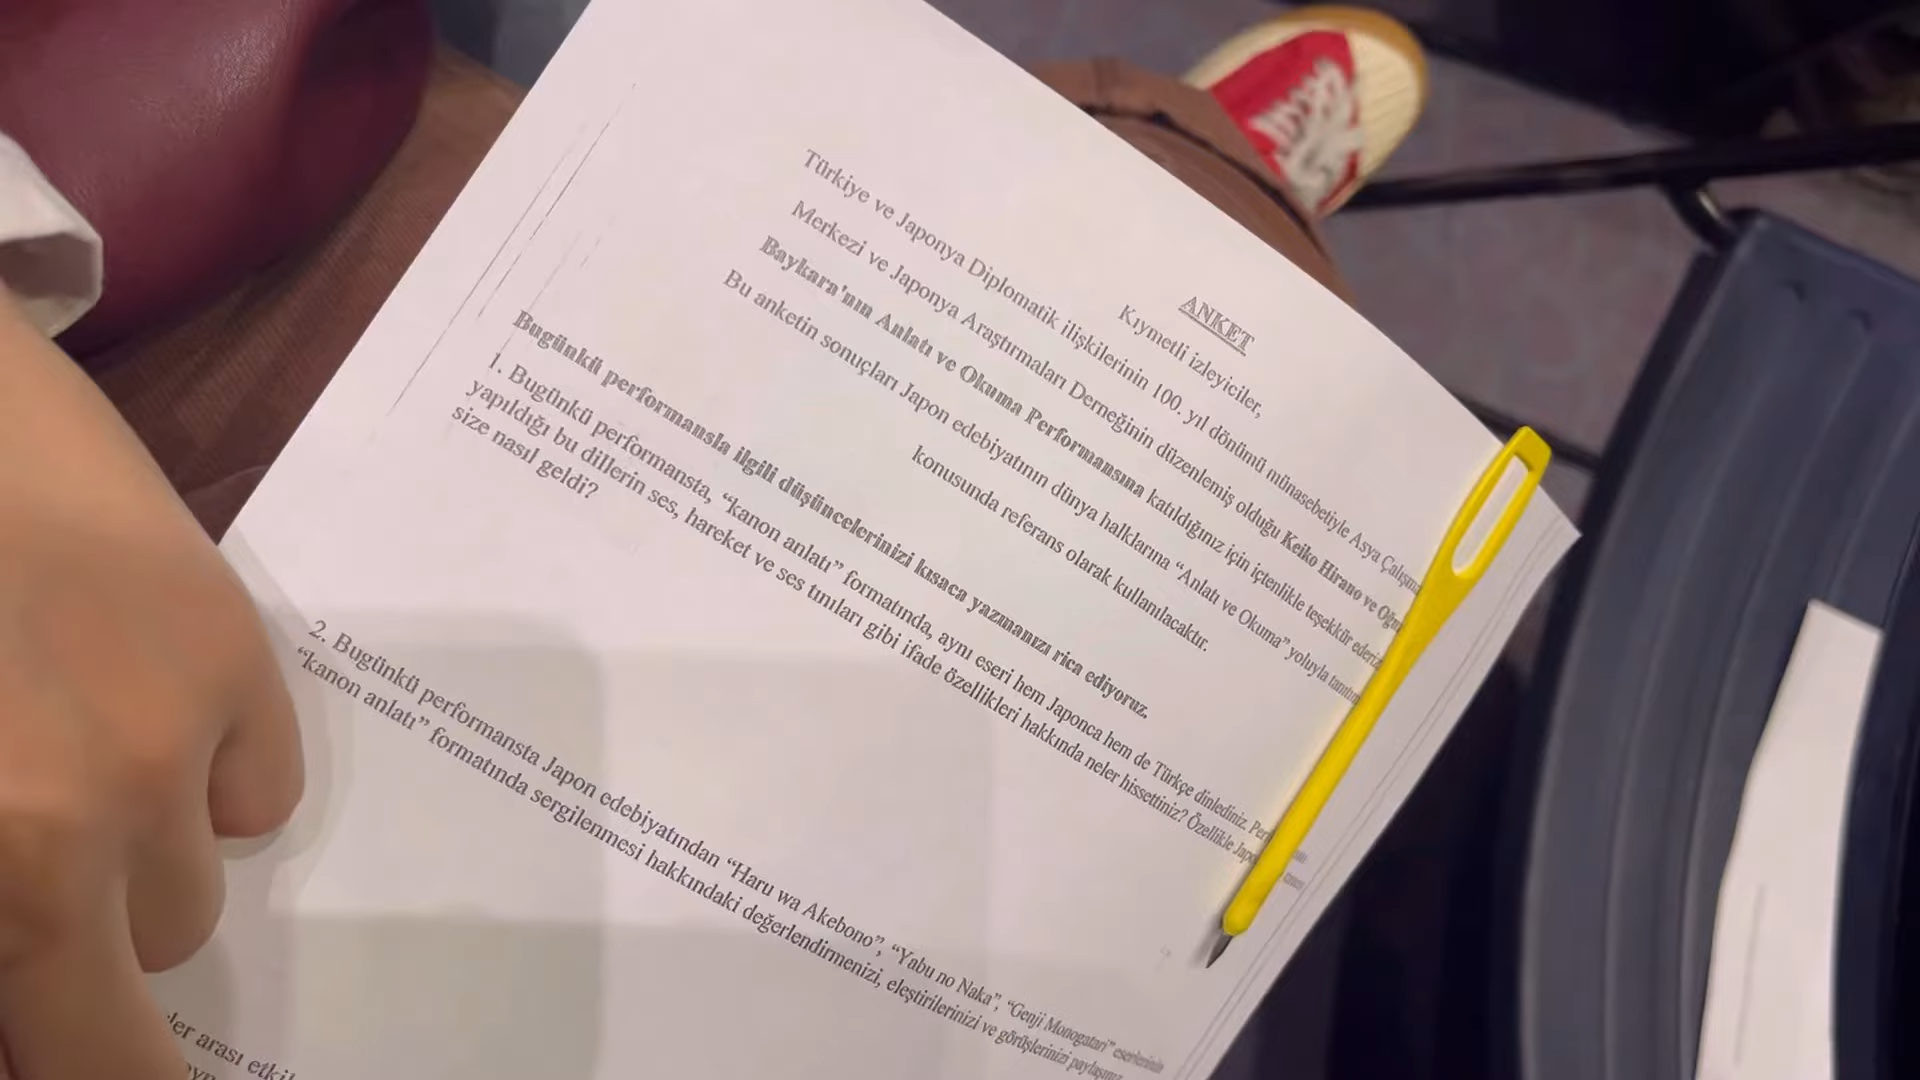 ANKET
Kıymetli izleyiciler,
Türkiye ve Japonya Diplomatik ilişkilerinin 100. yıl dönümü münasebetiyle Asya
Merkezi ve Japonya Araştırmaları Derneğinin düzenlemiş olduğu Keiko Hirano ve
Baykara'nın Anlatı ve Okuma Performansına katıldığınız için içtenlikle teşekkür ederiz
Bu anketin sonuçları Japon edebiyatının dünya halklarına “Anlatı ve Okuma” yoluyla
konusunda referans olarak kullanılacaktır.
Bugünkü performansla ilgili düşüncelerinizi kısaca yazmanızı rica ediyoruz.
1. Bugünkü performansta, “kanon anlatı” formatında, aynı eseri hem Japonca hem de Türkçe dinlediniz.
yapıldığı bu dillerin ses, hareket ve ses tınıları gibi ifade özellikleri hakkında neler hissettiniz? Özellikle
size nasıl geldi?
2. Bugünkü performansta Japon edebiyatından “Haru wa Akebono”, “Yabu no Naka”, “Genji Monogatari” eserlerinin
“kanon anlatı” formatında sergilenmesi hakkındaki değerlendirmenizi, eleştirilerinizi ve görüşlerinizi paylaşınız
arası